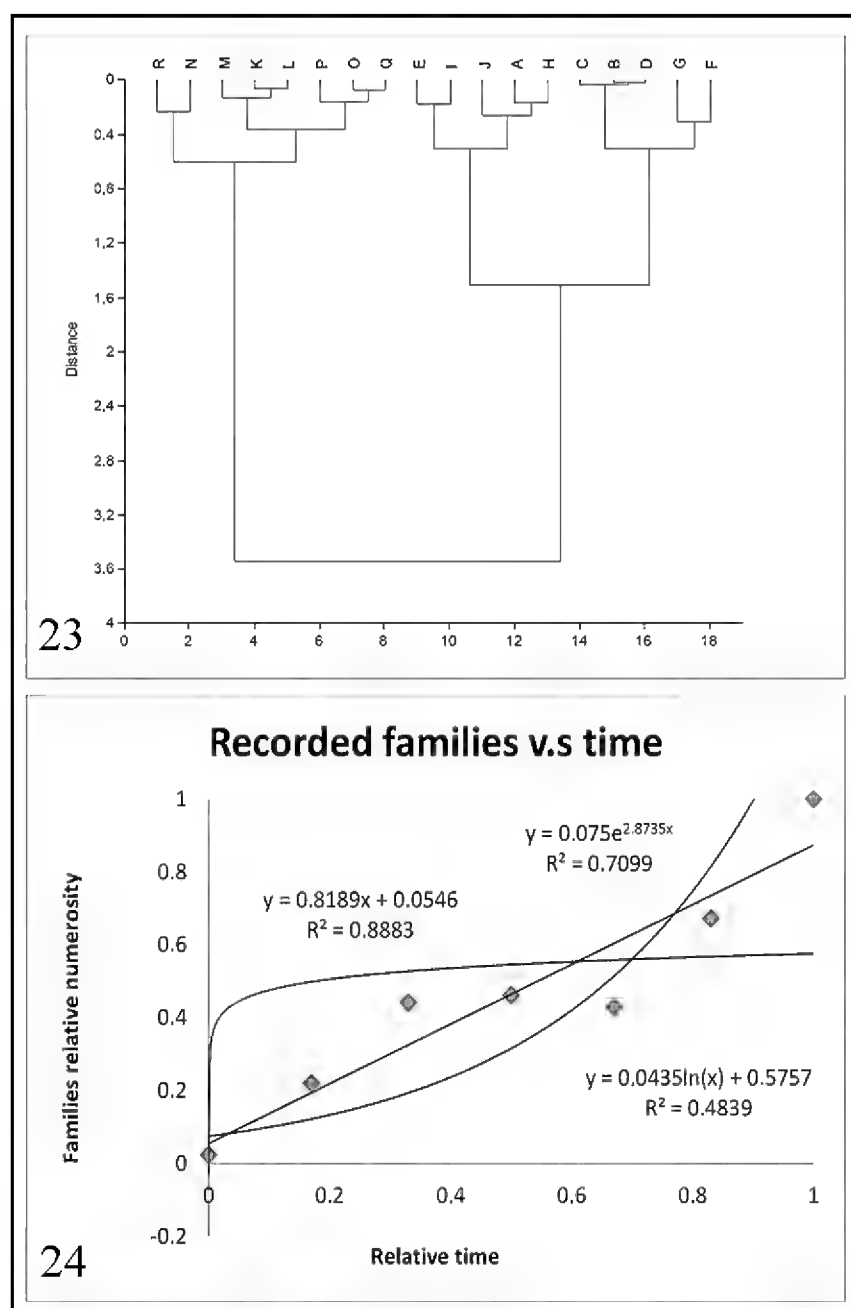 R N M K L P O Q E I J A H C B D G F
0
0.4
0,8
1,2
1,6
2
2,4
2.8
3,2
3.6
4
Distance
0 2 4 6 8 10 12 14 16 18
23
Recorded families v.s time
1
0.8
0.6
0.4
0.2
0
-0.2
Families relative numerosity
y = 0.075e^2.8735x
R² = 0.7099
y = 0.8189x + 0.0546
R² = 0.8883
y = 0.0435ln(x) + 0.5757
R² = 0.4839
0 0.2 0.4 0.6 0.8 1
Relative time
24